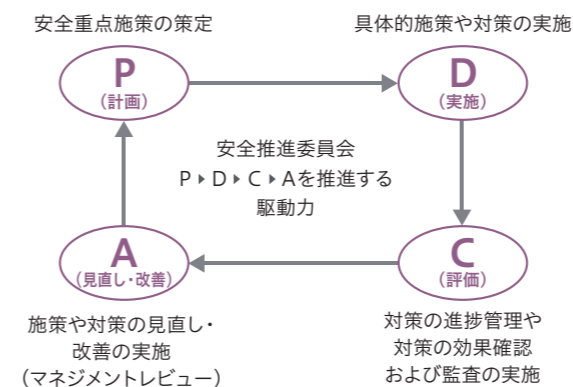 安全重点施策の策定
具体的施策や対策の実施
P
（計画）
D
（実施）
安全推進委員会
P▶D▶C▶Aを推進する
駆動力
A
（見直し・改善）
C
（評価）
施策や対策の見直し・
改善の実施
（マネジメントレビュー）
対策の進捗管理や
対策の効果確認
および監査の実施